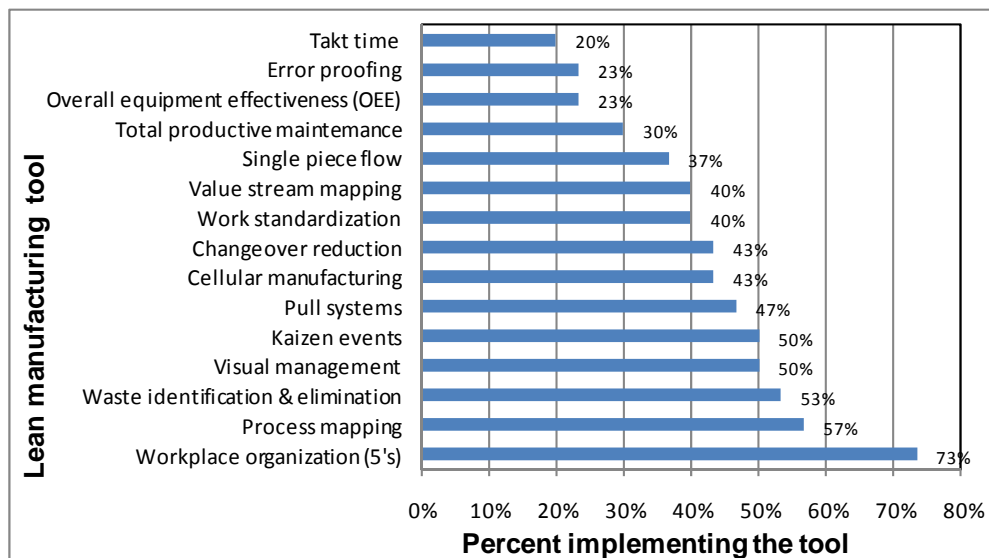 Lean manufacturing tool
Takt time 20%
Error proofing 23%
Overall equipment effectiveness (OEE) 23%
Total productive maintemance 30%
Single piece flow 37%
Value stream mapping 40%
Work standardization 40%
Changeover reduction 43%
Cellular manufacturing 43%
Pull systems 47%
Kaizen events 50%
Visual management 50%
Waste identification & elimination 53%
Process mapping 57%
Workplace organization (5's) 73%
0% 10% 20% 30% 40% 50% 60% 70% 80%
Percent implementing the tool